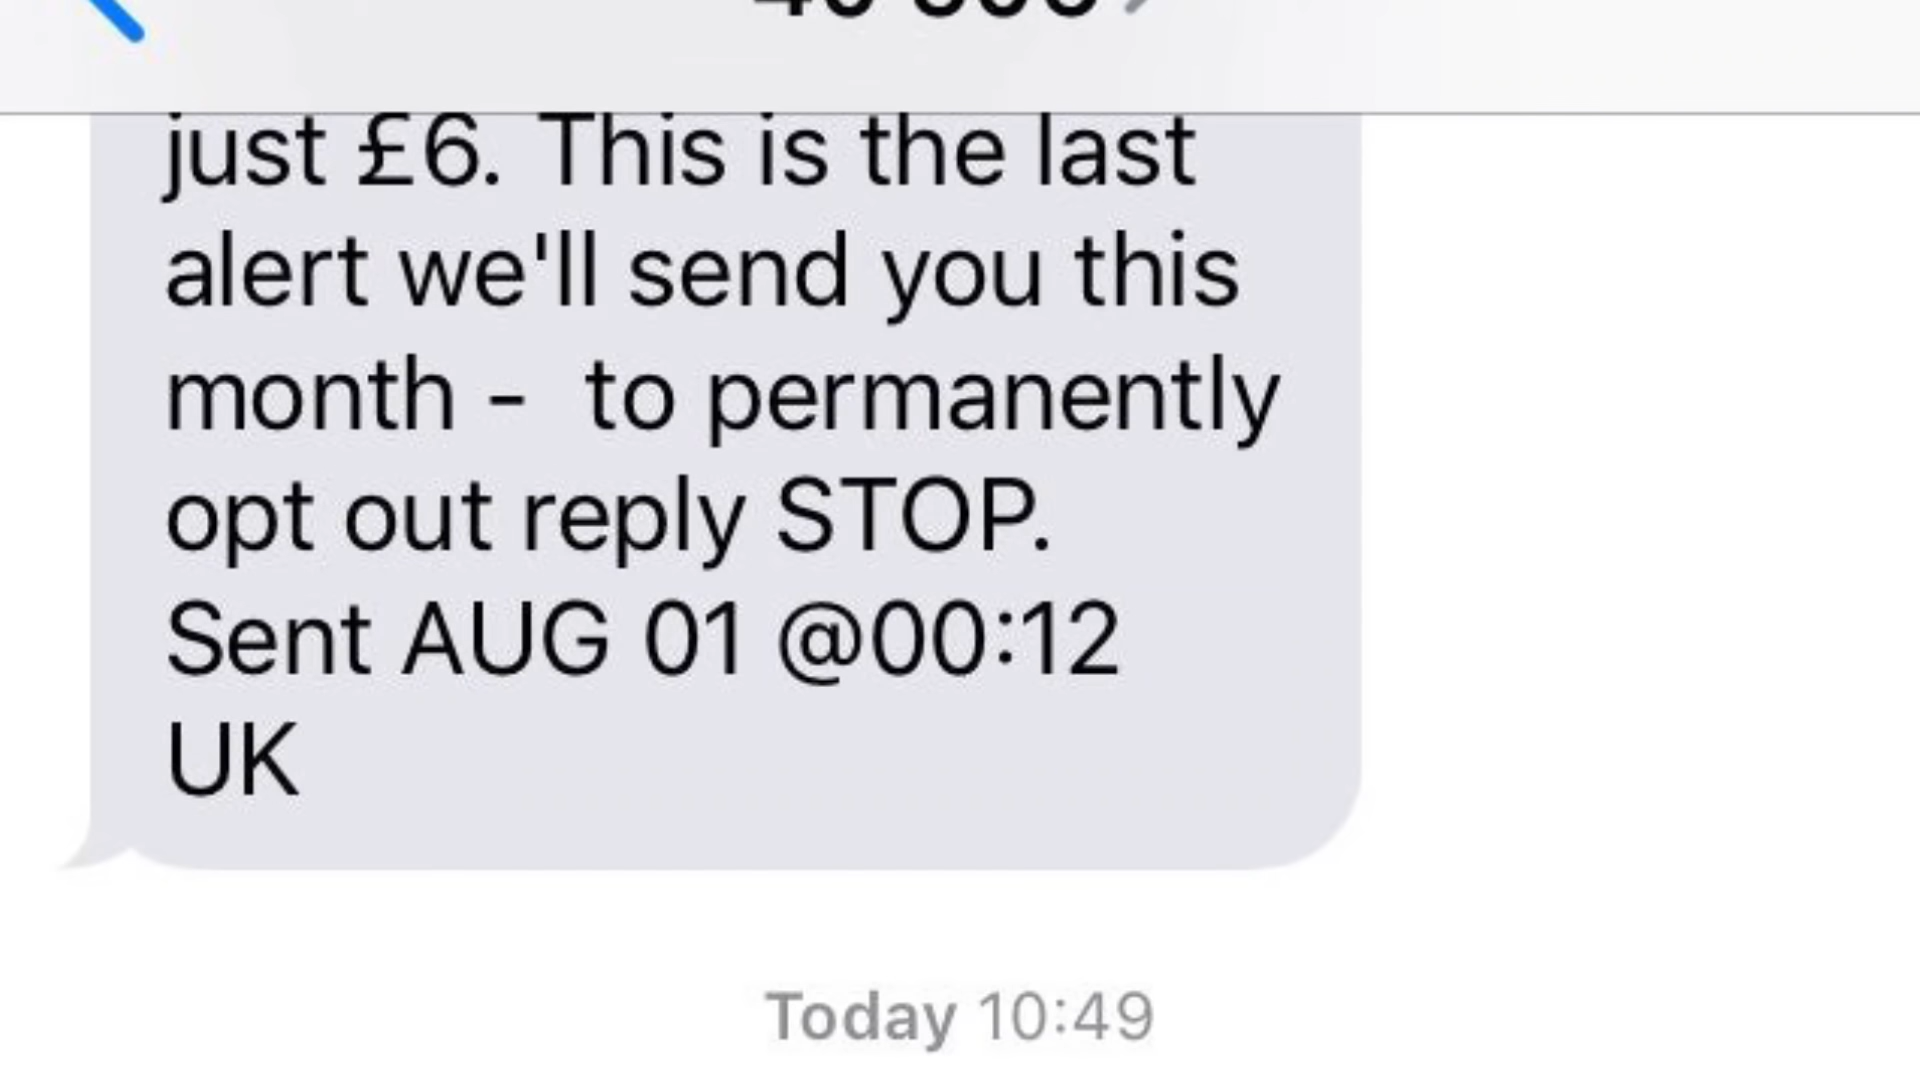 just £6. This is the last
alert we'll send you this
month -  to permanently
opt out reply STOP.
Sent AUG 01 @00:12
UK
Today 10:49